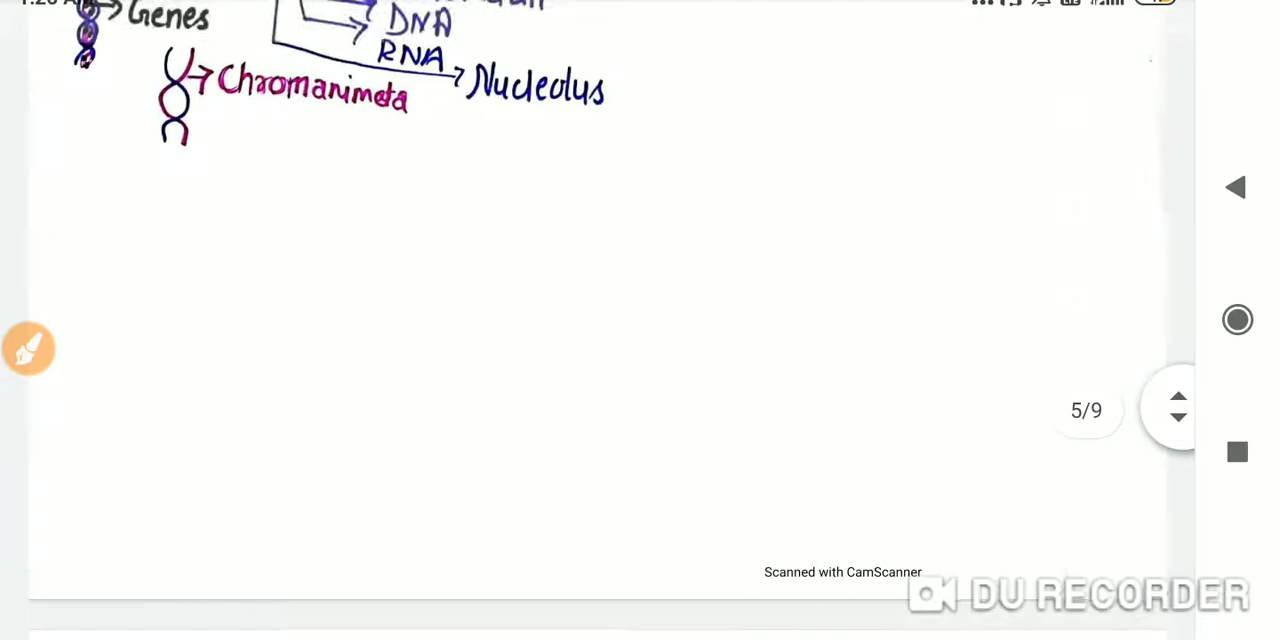 Genes
DNA
RNA
Chromanimeta
Nucleolus
5/9
Scanned with CamScanner
DU RECORDER